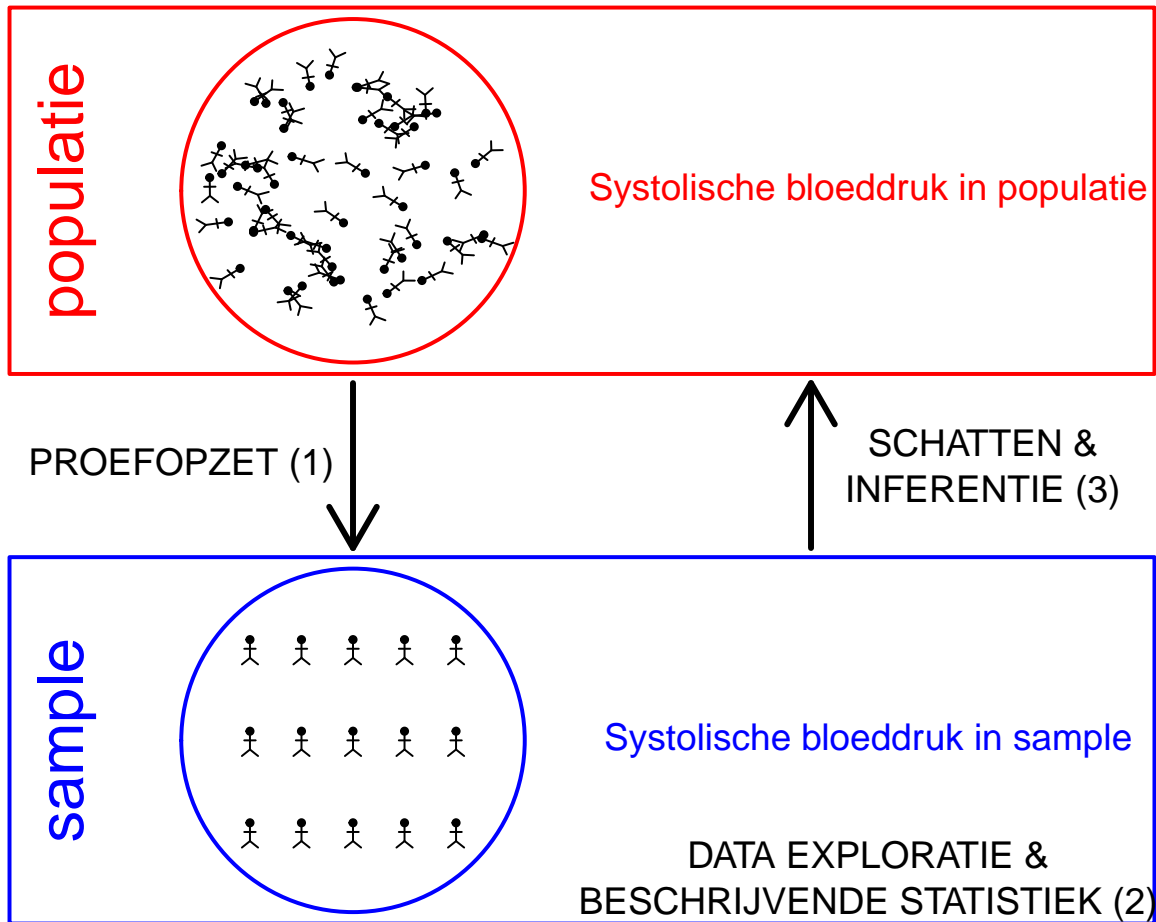 populatie
Systolische bloeddruk in populatie
PROEFOPZET (1)
SCHATTEN &
INFERENTIE (3)
sample
Systolische bloeddruk in sample
DATA EXPLORATIE &
BESCHRIJVENDE STATISTIEK (2)